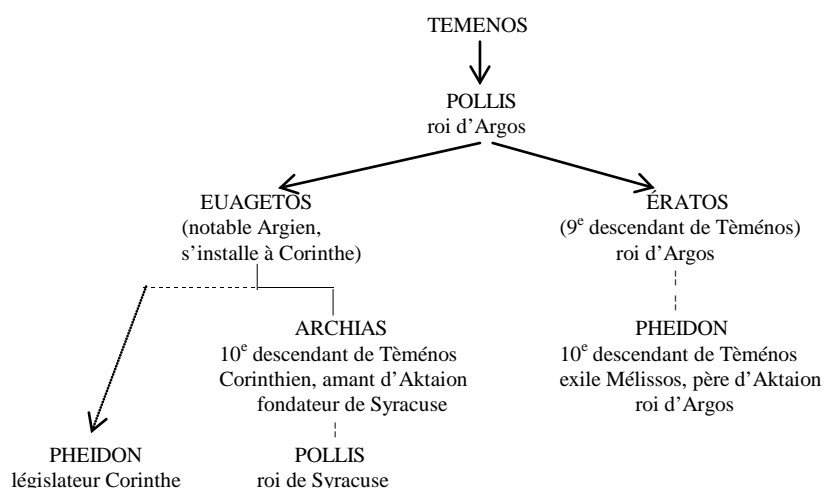 TEMENOS
POLLIS
roi d’Argos
EUAGETOS
(notable Argien,
s’installe à Corinthe)
ÉRATOS
(9e descendant de Tèménos)
roi d’Argos
ARCHIAS
10e descendant de Tèménos
Corinthien, amant d’Aktaion
fondateur de Syracuse
PHEIDON
10e descendant de Tèménos
exile Mélissos, père d’Aktaion
roi d’Argos
PHEIDON
législateur Corinthe
POLLIS
roi de Syracuse